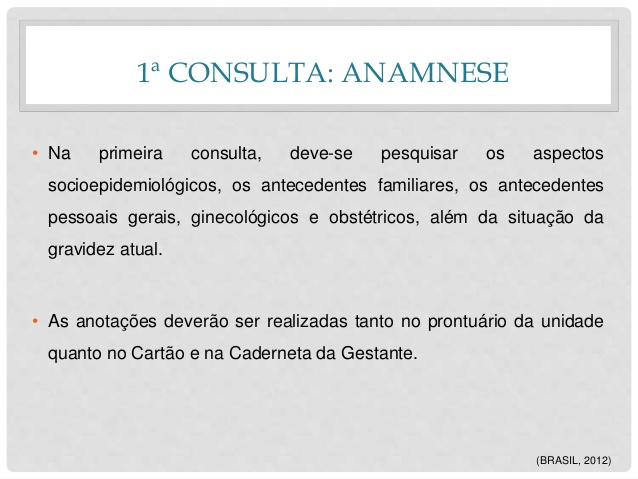 1ª CONSULTA: ANAMNESE
• Na primeira consulta, deve-se pesquisar os aspectos
socioepidemiológicos, os antecedentes familiares, os antecedentes
pessoais gerais, ginecológicos e obstétricos, além da situação da
gravidez atual.
• As anotações deverão ser realizadas tanto no prontuário da unidade
quanto no Cartão e na Caderneta da Gestante.
(BRASIL, 2012)